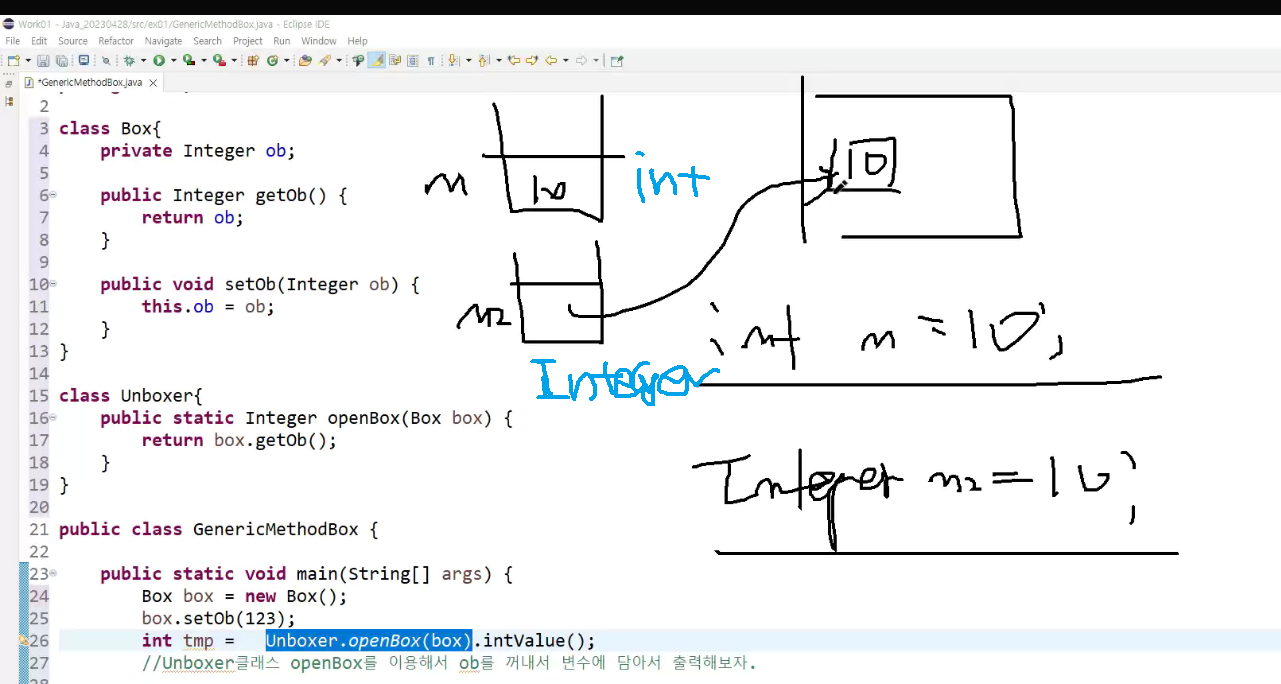 Work01 - Java_20230428/src/ex01/GenericMethodBox.java - Eclipse IDE
File Edit Source Refactor Navigate Search Project Run Window Help
*GenericMethodBox.java
2
3 class Box{
4 private Integer ob;
5
6 public Integer getOb() {
7 return ob;
8 }
9
10 public void setOb(Integer ob) {
11 this.ob = ob;
12 }
13 }
14
15 class Unboxer{
16 public static Integer openBox(Box box) {
17 return box.getOb();
18 }
19 }
20
21 public class GenericMethodBox {
22
23 public static void main(String[] args) {
24 Box box = new Box();
25 box.setOb(123);
26 int tmp = Unboxer.openBox(box).intValue();
27 //Unboxer클래스 openBox를 이용해서 ob를 꺼내서 변수에 담아서 출력해보자.
n 10 int
10
n2
Integer
int n = 10;
Integer n2 = 10;